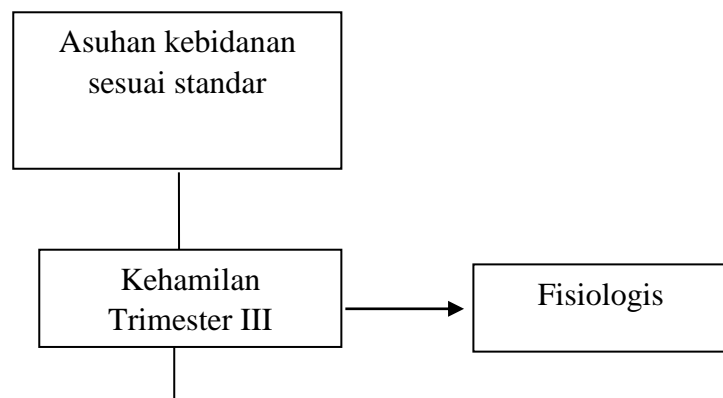 Asuhan kebidanan
sesuai standar
Kehamilan
Trimester III
Fisiologis